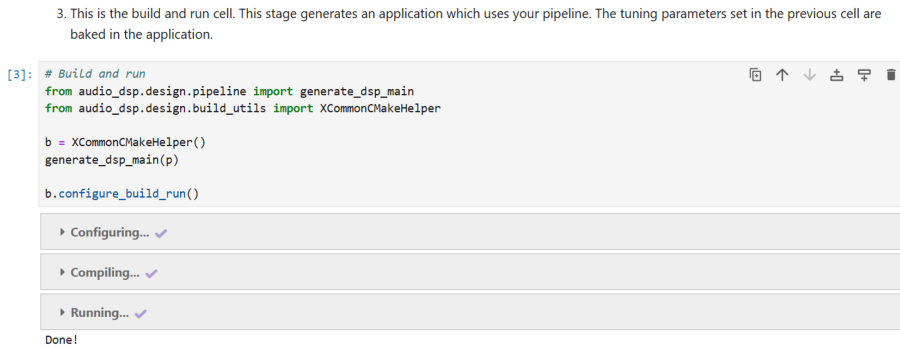 3. This is the build and run cell. This stage generates an application which uses your pipeline. The tuning parameters set in the previous cell are
baked in the application.
[3]: # Build and run
from audio_dsp.design.pipeline import generate_dsp_main
from audio_dsp.design.build_utils import XCommonCMakeHelper
b = XCommonCMakeHelper()
generate_dsp_main(p)
b.configure_build_run()
Configuring...
Compiling...
Running...
Done!